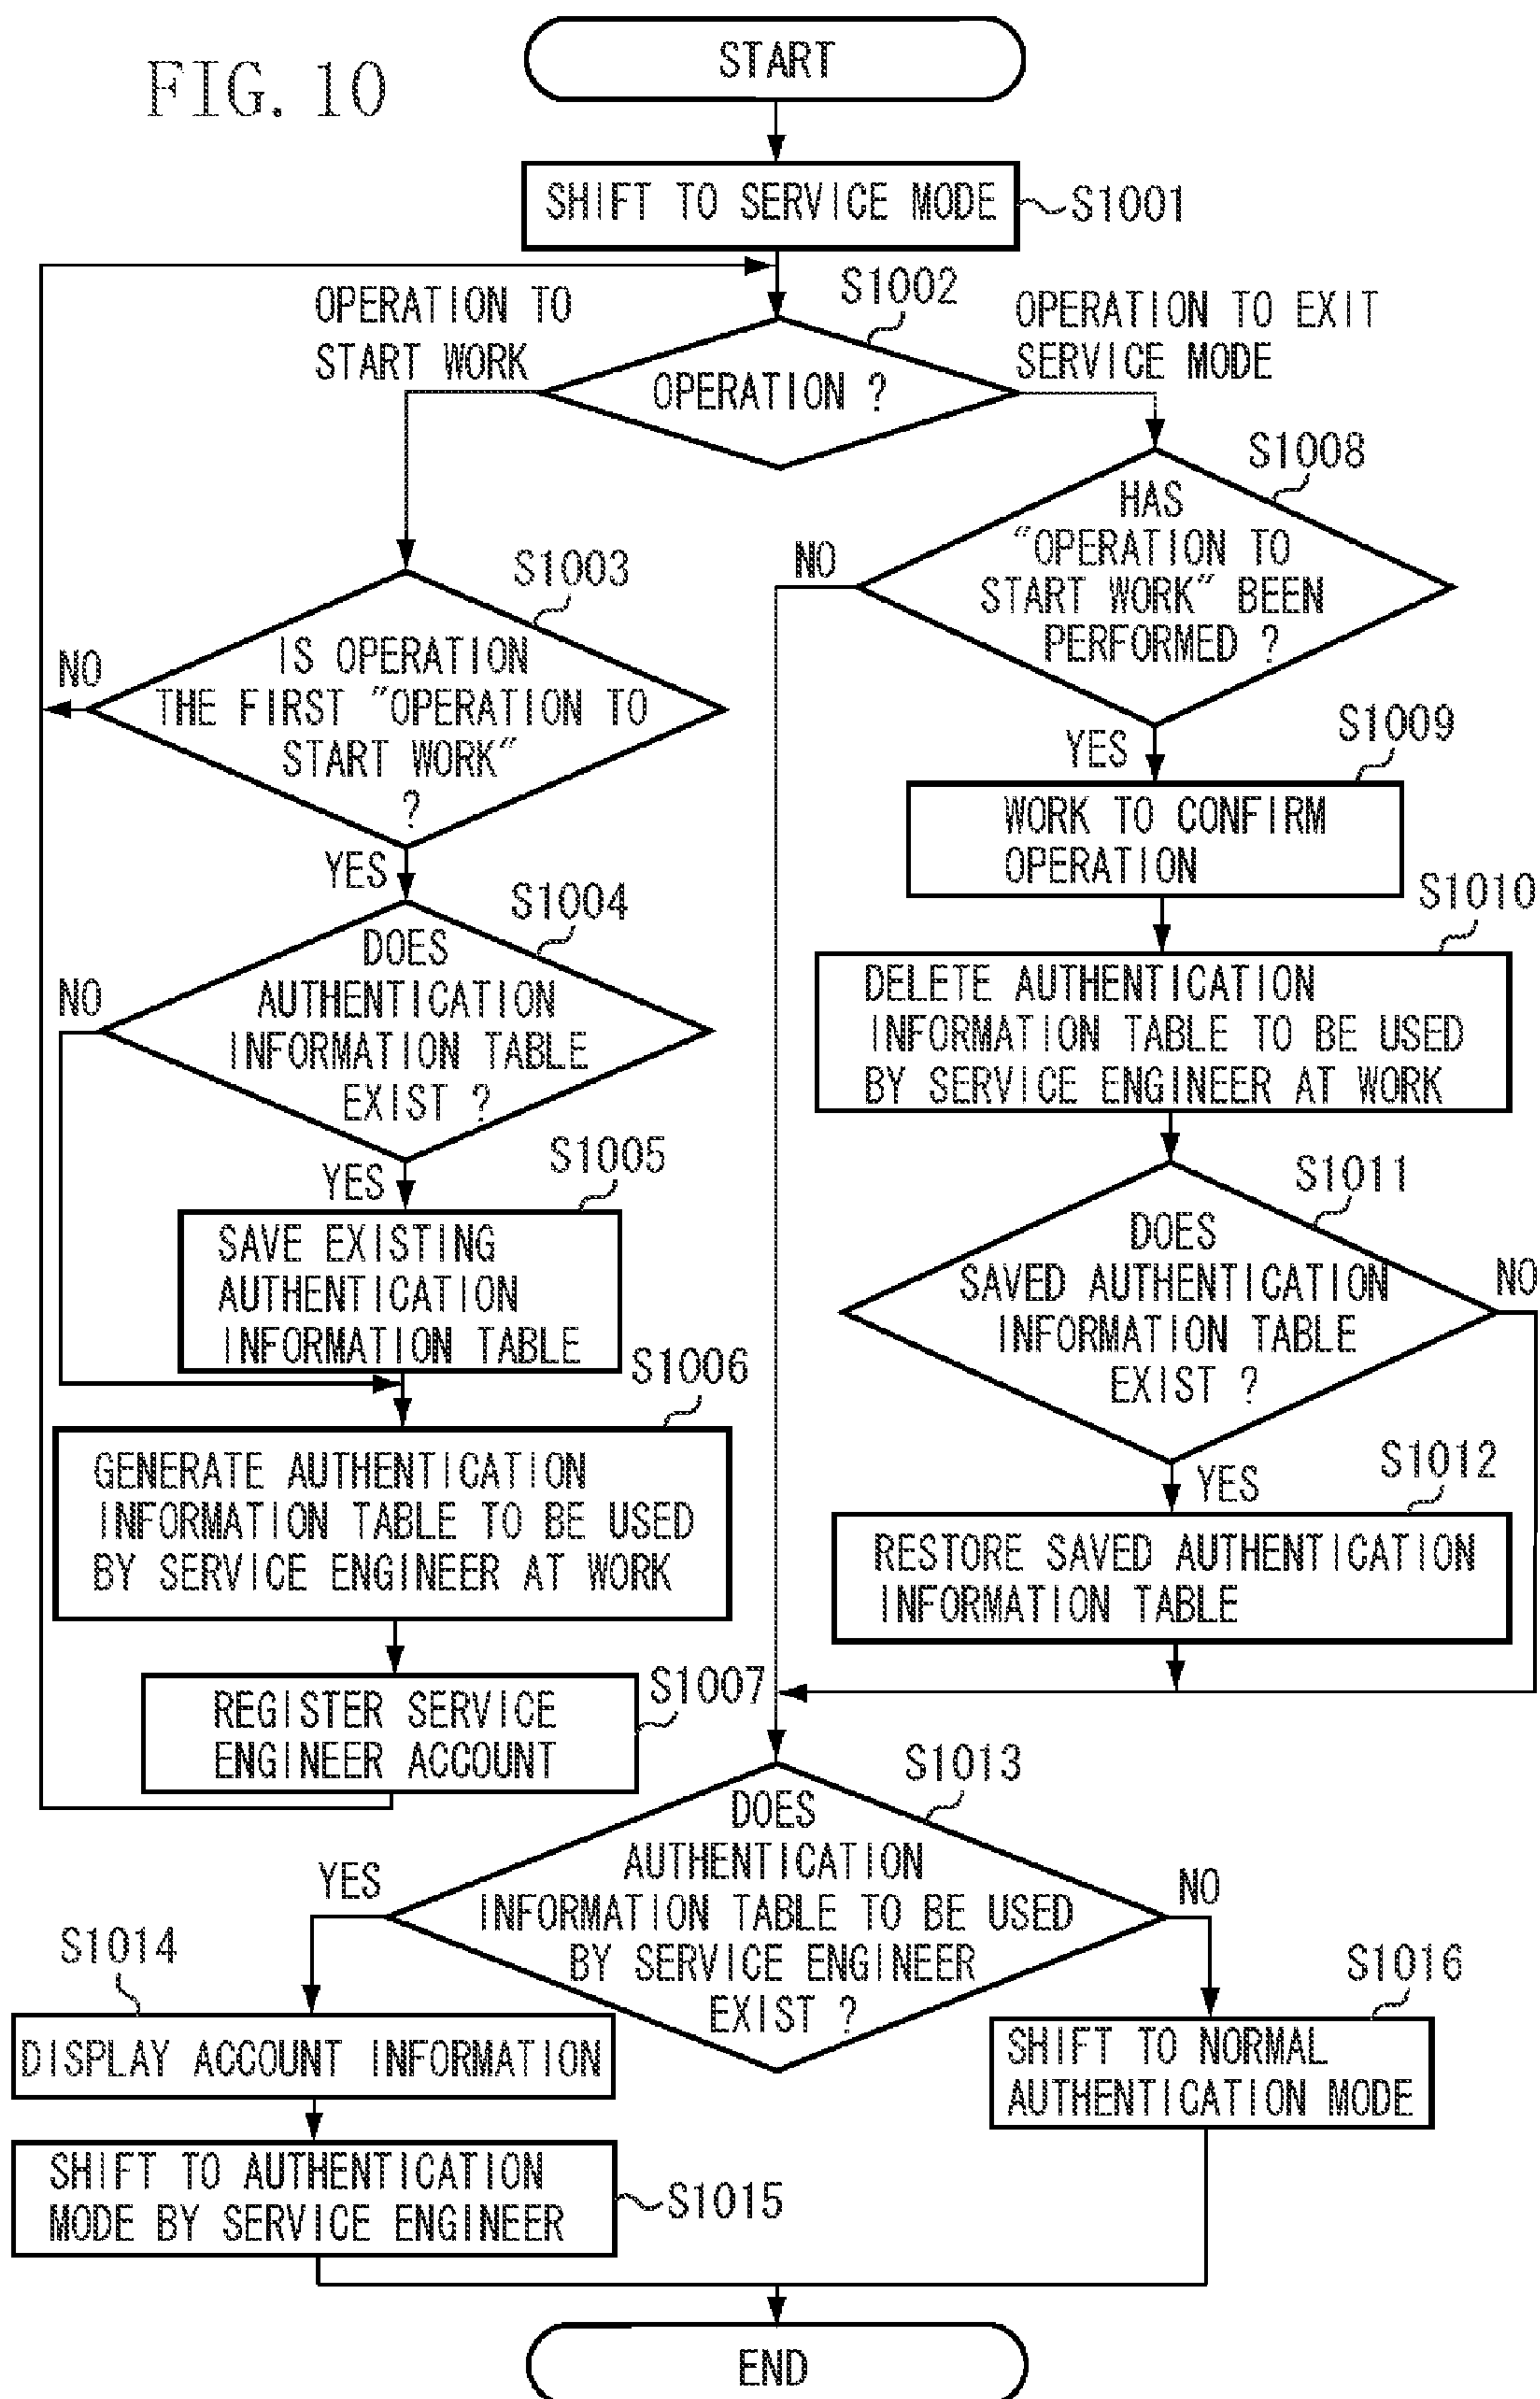 FIG. 10
START
SHIFT TO SERVICE MODE
S1001
OPERATION TO
START WORK
S1002
OPERATION TO EXIT
SERVICE MODE
OPERATION ?
S1008
HAS
"OPERATION TO
START WORK" BEEN
PERFORMED ?
NO
YES
S1003
IS OPERATION
THE FIRST "OPERATION TO
START WORK"
?
NO
YES
S1009
WORK TO CONFIRM
OPERATION
S1004
DOES
AUTHENTICATION
INFORMATION TABLE
EXIST ?
NO
YES
S1010
DELETE AUTHENTICATION
INFORMATION TABLE TO BE USED
BY SERVICE ENGINEER AT WORK
S1005
SAVE EXISTING
AUTHENTICATION
INFORMATION TABLE
S1011
DOES
SAVED AUTHENTICATION
INFORMATION TABLE
EXIST ?
NO
YES
S1006
GENERATE AUTHENTICATION
INFORMATION TABLE TO BE USED
BY SERVICE ENGINEER AT WORK
S1012
RESTORE SAVED AUTHENTICATION
INFORMATION TABLE
S1007
REGISTER SERVICE
ENGINEER ACCOUNT
S1013
DOES
AUTHENTICATION
INFORMATION TABLE TO BE USED
BY SERVICE ENGINEER
EXIST ?
YES
NO
S1014
DISPLAY ACCOUNT INFORMATION
S1016
SHIFT TO NORMAL
AUTHENTICATION MODE
SHIFT TO AUTHENTICATION
MODE BY SERVICE ENGINEER
S1015
END